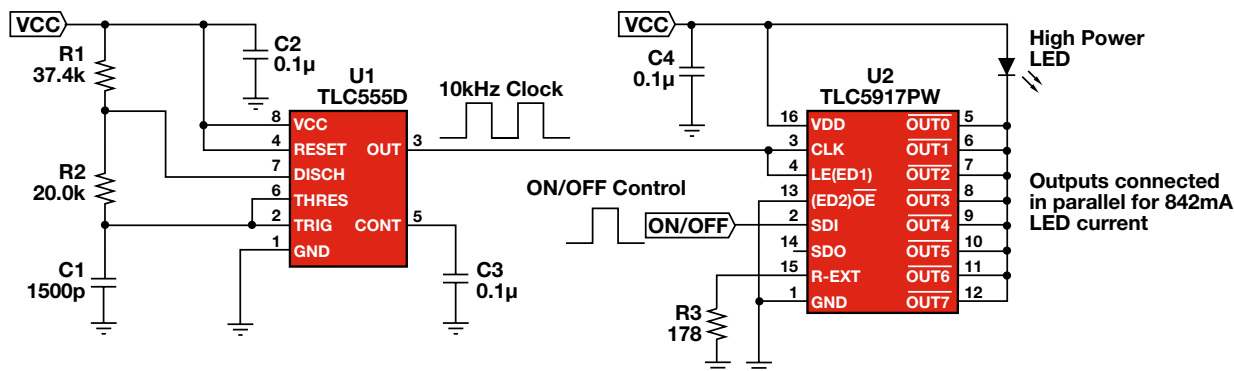 VCC
R1
37.4k
C2
0.1µ
U1
TLC555D
8
VCC
4
RESET
OUT
3
7
DISCH
6
THRES
2
TRIG
CONT
5
1
GND
R2
20.0k
C1
1500p
C3
0.1µ
10kHz Clock
ON/OFF Control
ON/OFF
VCC
C4
0.1µ
U2
TLC5917PW
16
VDD
OUT0
5
3
CLK
OUT1
6
4
LE(ED1)
OUT2
7
13
(ED2)OE
OUT3
8
2
SDI
OUT4
9
14
SDO
OUT5
10
15
R-EXT
OUT6
11
1
GND
OUT7
12
R3
178
High Power
LED
Outputs connected
in parallel for 842mA
LED current